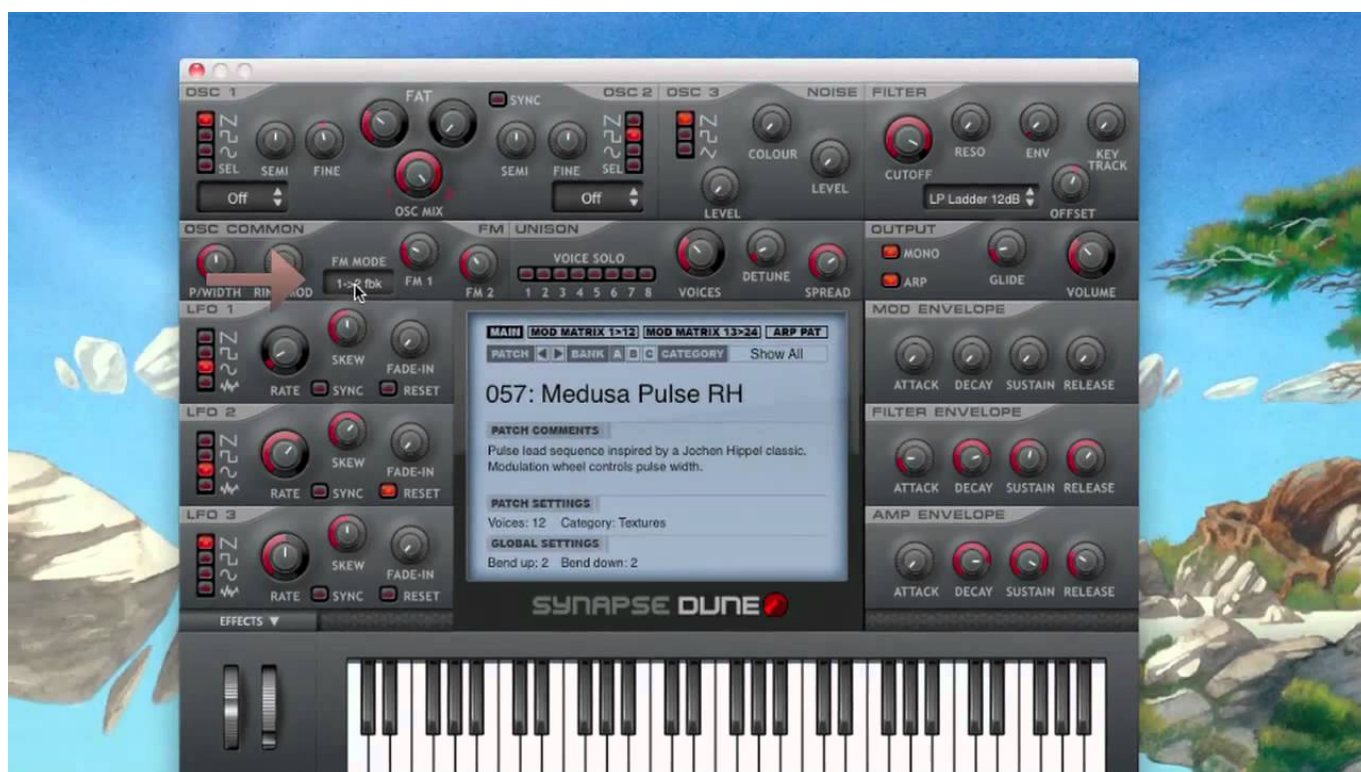 OSC 1 FAT SYNC OSC 2 OSC 3 NOISE FILTER
SEL SEMI FINE SEMI FINE SEL COLOUR LEVEL CUTOFF RESO ENV KEY TRACK
Off OSC MIX Off LEVEL LP Ladder 12dB OFFSET
OSC COMMON FM UNISON OUTPUT
P/WIDTH FM MODE FM 1 FM 2 VOICE SOLO VOICES DETUNE SPREAD MONO GLIDE VOLUME
1->2 fbk 1 2 3 4 5 6 7 8 ARP
LFO 1 MOD ENVELOPE
RATE SKEW SYNC FADE-IN RESET ATTACK DECAY SUSTAIN RELEASE
LFO 2 FILTER ENVELOPE
RATE SKEW SYNC FADE-IN RESET ATTACK DECAY SUSTAIN RELEASE
LFO 3 AMP ENVELOPE
RATE SKEW SYNC FADE-IN RESET ATTACK DECAY SUSTAIN RELEASE
MAIN MOD MATRIX 1>12 MOD MATRIX 13>24 ARP PAT
PATCH BANK A B C CATEGORY Show All
057: Medusa Pulse RH
PATCH COMMENTS
Pulse lead sequence inspired by a Jochen Hippel classic.
Modulation wheel controls pulse width.
PATCH SETTINGS
Voices: 12 Category: Textures
GLOBAL SETTINGS
Bend up: 2 Bend down: 2
SYNAPSE DUNE
EFFECTS ▼